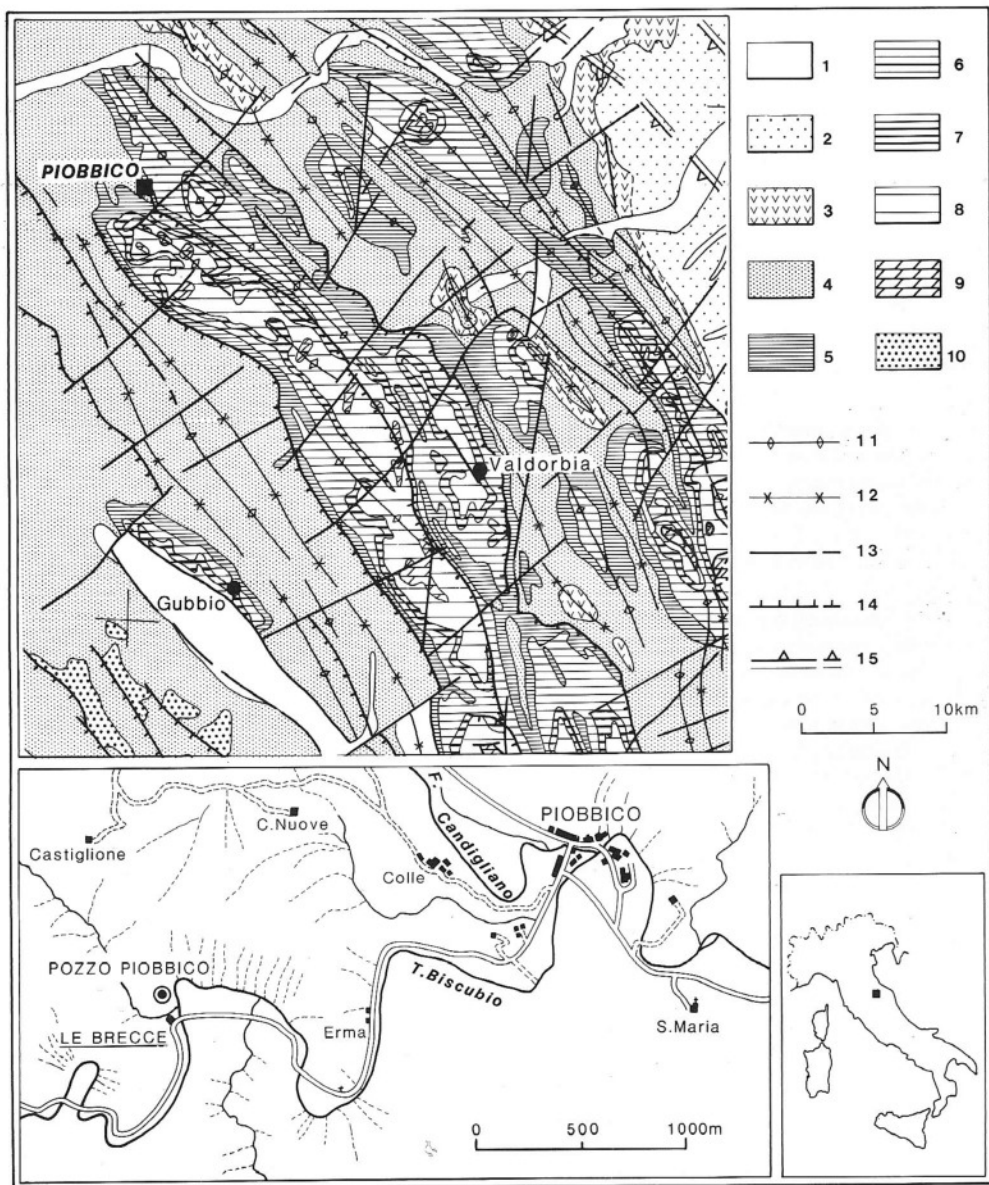 PIOBBICO
Valdorbia
Gubbio
1
2
3
4
5
6
7
8
9
10
11
12
13
14
15
0 5 10km
N
PIOBBICO
C.Nuove
Castiglione
F. Candigliano
Colle
T. Biscubio
POZZO PIOBBICO
LE BRECCE
Erma
S.Maria
0 500 1000m